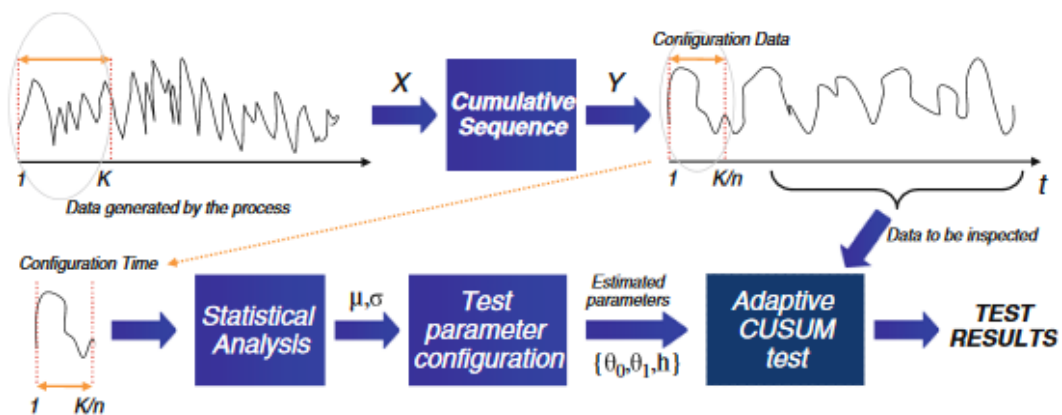 Configuration Data
X
Cumulative
Sequence
Y
1
K
Data generated by the process
1
K/n
t
Data to be inspected
Configuration Time
Statistical
Analysis
μ,σ
Test
parameter
configuration
Estimated
parameters
{θ₀,θ₁,h}
Adaptive
CUSUM
test
TEST
RESULTS
1
K/n